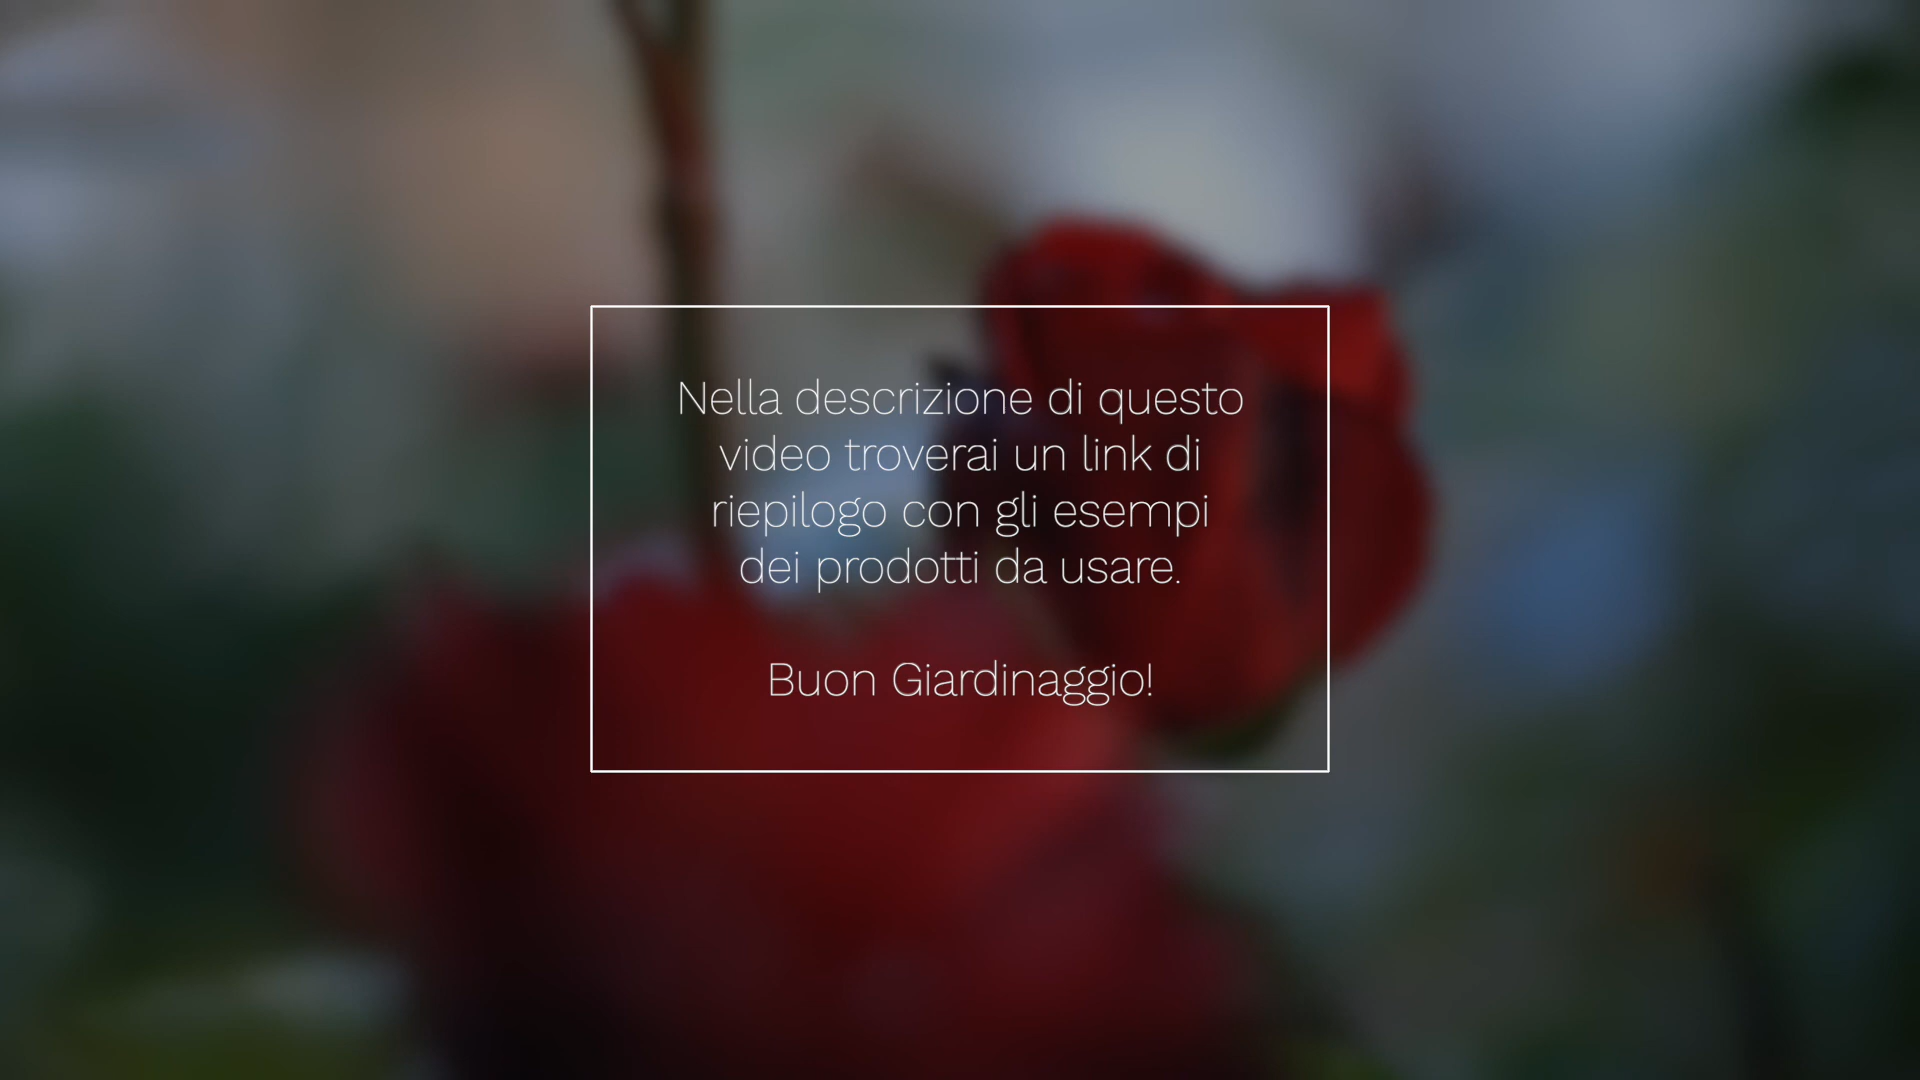 Nella descrizione di questo
video troverai un link di
riepilogo con gli esempi
dei prodotti da usare.
Buon Giardinaggio!